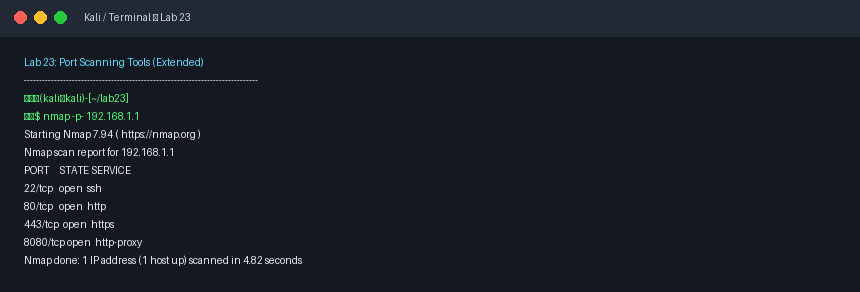 Kali / Terminal □ Lab 23
Lab 23: Port Scanning Tools (Extended)
------------------------------------------------------------------------------
□□□(kali□kali)-[~/lab23]
□□$ nmap -p- 192.168.1.1
Starting Nmap 7.94 ( https://nmap.org )
Nmap scan report for 192.168.1.1
PORT     STATE SERVICE
22/tcp   open  ssh
80/tcp   open  http
443/tcp  open  https
8080/tcp open  http-proxy
Nmap done: 1 IP address (1 host up) scanned in 4.82 seconds